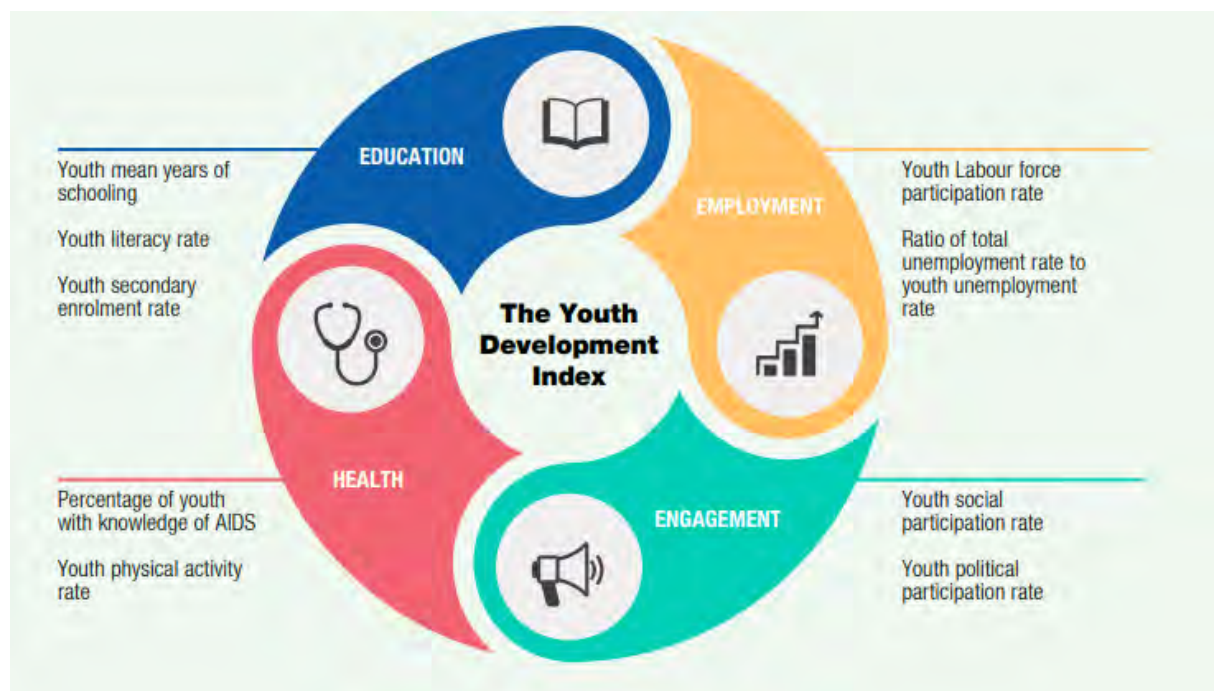 EDUCATION
Youth mean years of
schooling
Youth literacy rate
Youth secondary
enrolment rate
EMPLOYMENT
Youth Labour force
participation rate
Ratio of total
unemployment rate to
youth unemployment
rate
The Youth
Development
Index
HEALTH
Percentage of youth
with knowledge of AIDS
Youth physical activity
rate
ENGAGEMENT
Youth social
participation rate
Youth political
participation rate